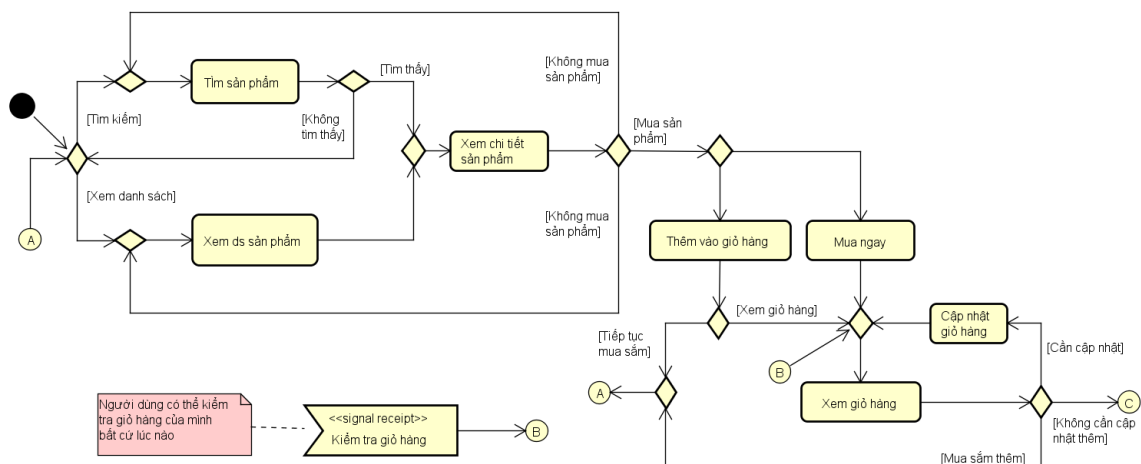 [Không mua
sản phẩm]
[Tìm thấy]
Tìm sản phẩm
[Tìm kiếm]
[Không
tìm thấy]
[Mua sản
phẩm]
Xem chi tiết
sản phẩm
[Xem danh sách]
[Không mua
sản phẩm]
A
Xem ds sản phẩm
Thêm vào giỏ hàng
Mua ngay
[Xem giỏ hàng]
Cập nhật
giỏ hàng
[Tiếp tục
mua sắm]
[Cần cập nhật]
B
A
Xem giỏ hàng
C
[Không cần cập
nhật thêm]
Người dùng có thể kiểm
tra giỏ hàng của mình
bất cứ lúc nào
<<signal receipt>>
Kiểm tra giỏ hàng
B
[Mua sắm thêm]